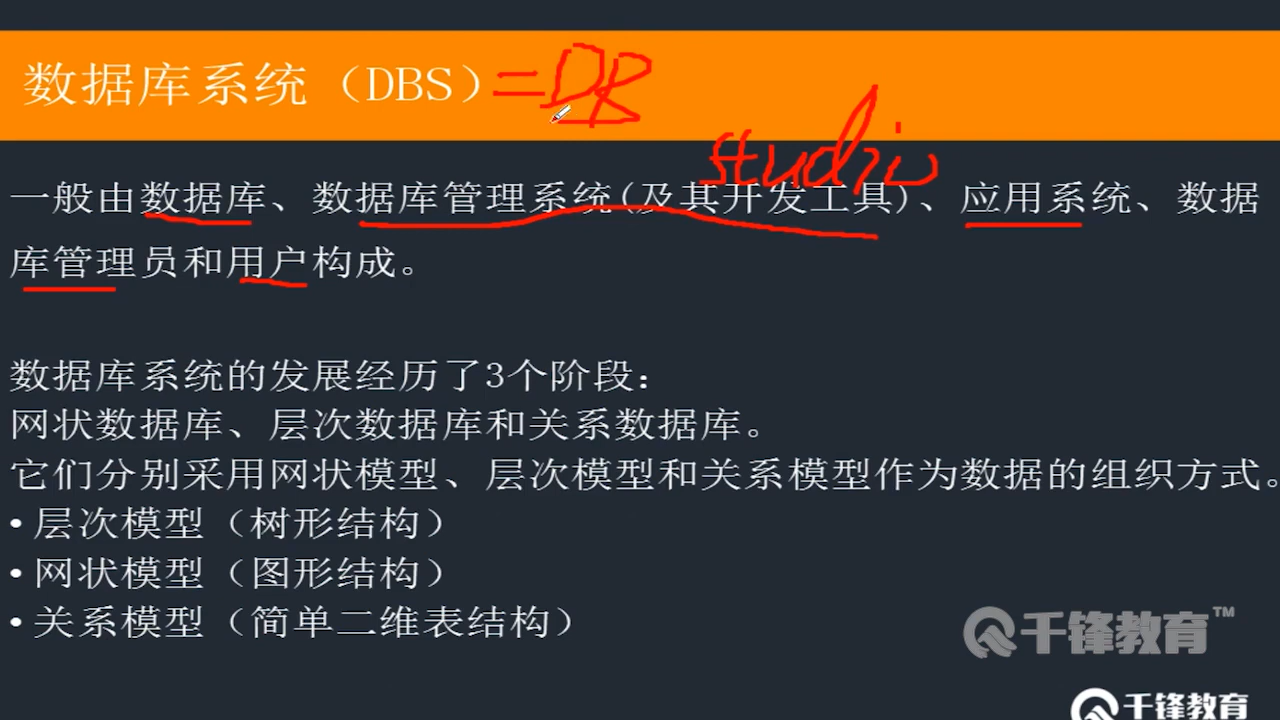 数据库系统（DBS）=DB
studio
一般由数据库、数据库管理系统(及其开发工具)、应用系统、数据
库管理员和用户构成。
数据库系统的发展经历了3个阶段：
网状数据库、层次数据库和关系数据库。
它们分别采用网状模型、层次模型和关系模型作为数据的组织方式。
•层次模型（树形结构）
•网状模型（图形结构）
•关系模型（简单二维表结构）
千锋教育™
千锋教育